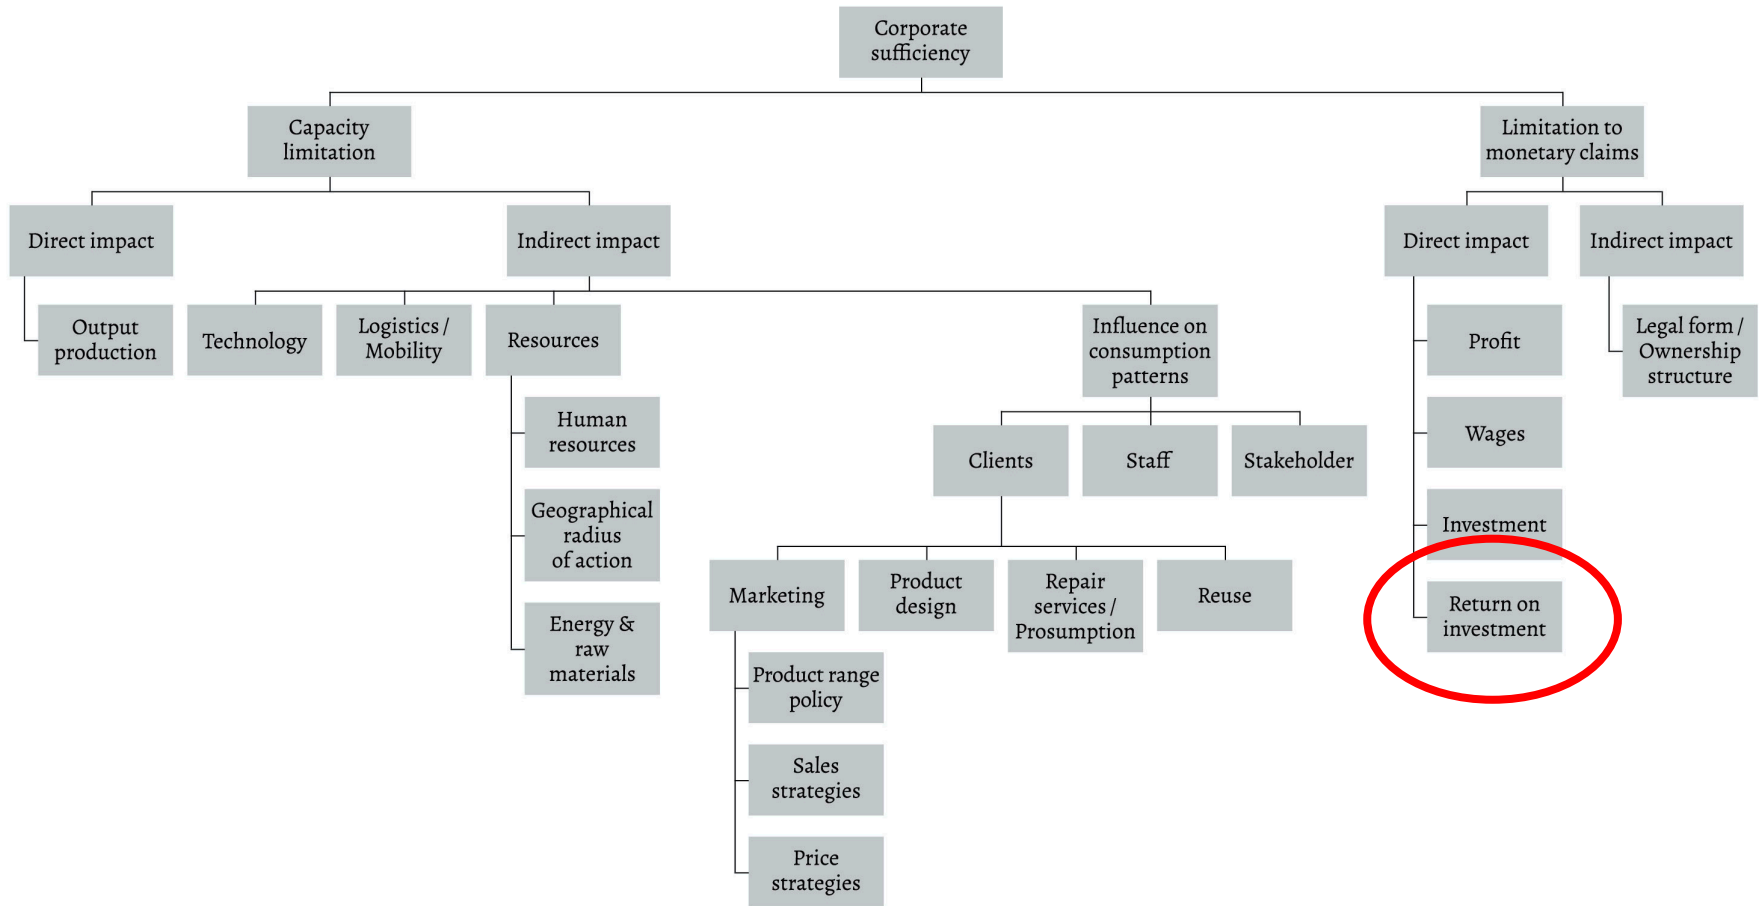 Corporate
sufficiency
Capacity
limitation
Limitation to
monetary claims
Direct impact
Indirect impact
Direct impact
Indirect impact
Output
production
Technology
Logistics /
Mobility
Resources
Influence on
consumption
patterns
Profit
Legal form /
Ownership
structure
Human
resources
Clients
Staff
Stakeholder
Wages
Geographical
radius
of action
Investment
Marketing
Product
design
Repair
services /
Prosumption
Reuse
Return on
investment
Energy &
raw
materials
Product range
policy
Sales
strategies
Price
strategies